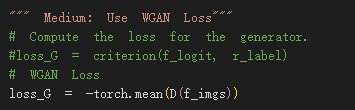 """ Medium: Use WGAN Loss"""
# Compute the loss for the generator.
#loss_G = criterion(f_logit, r_label)
# WGAN Loss
loss_G = -torch.mean(D(f_imgs))